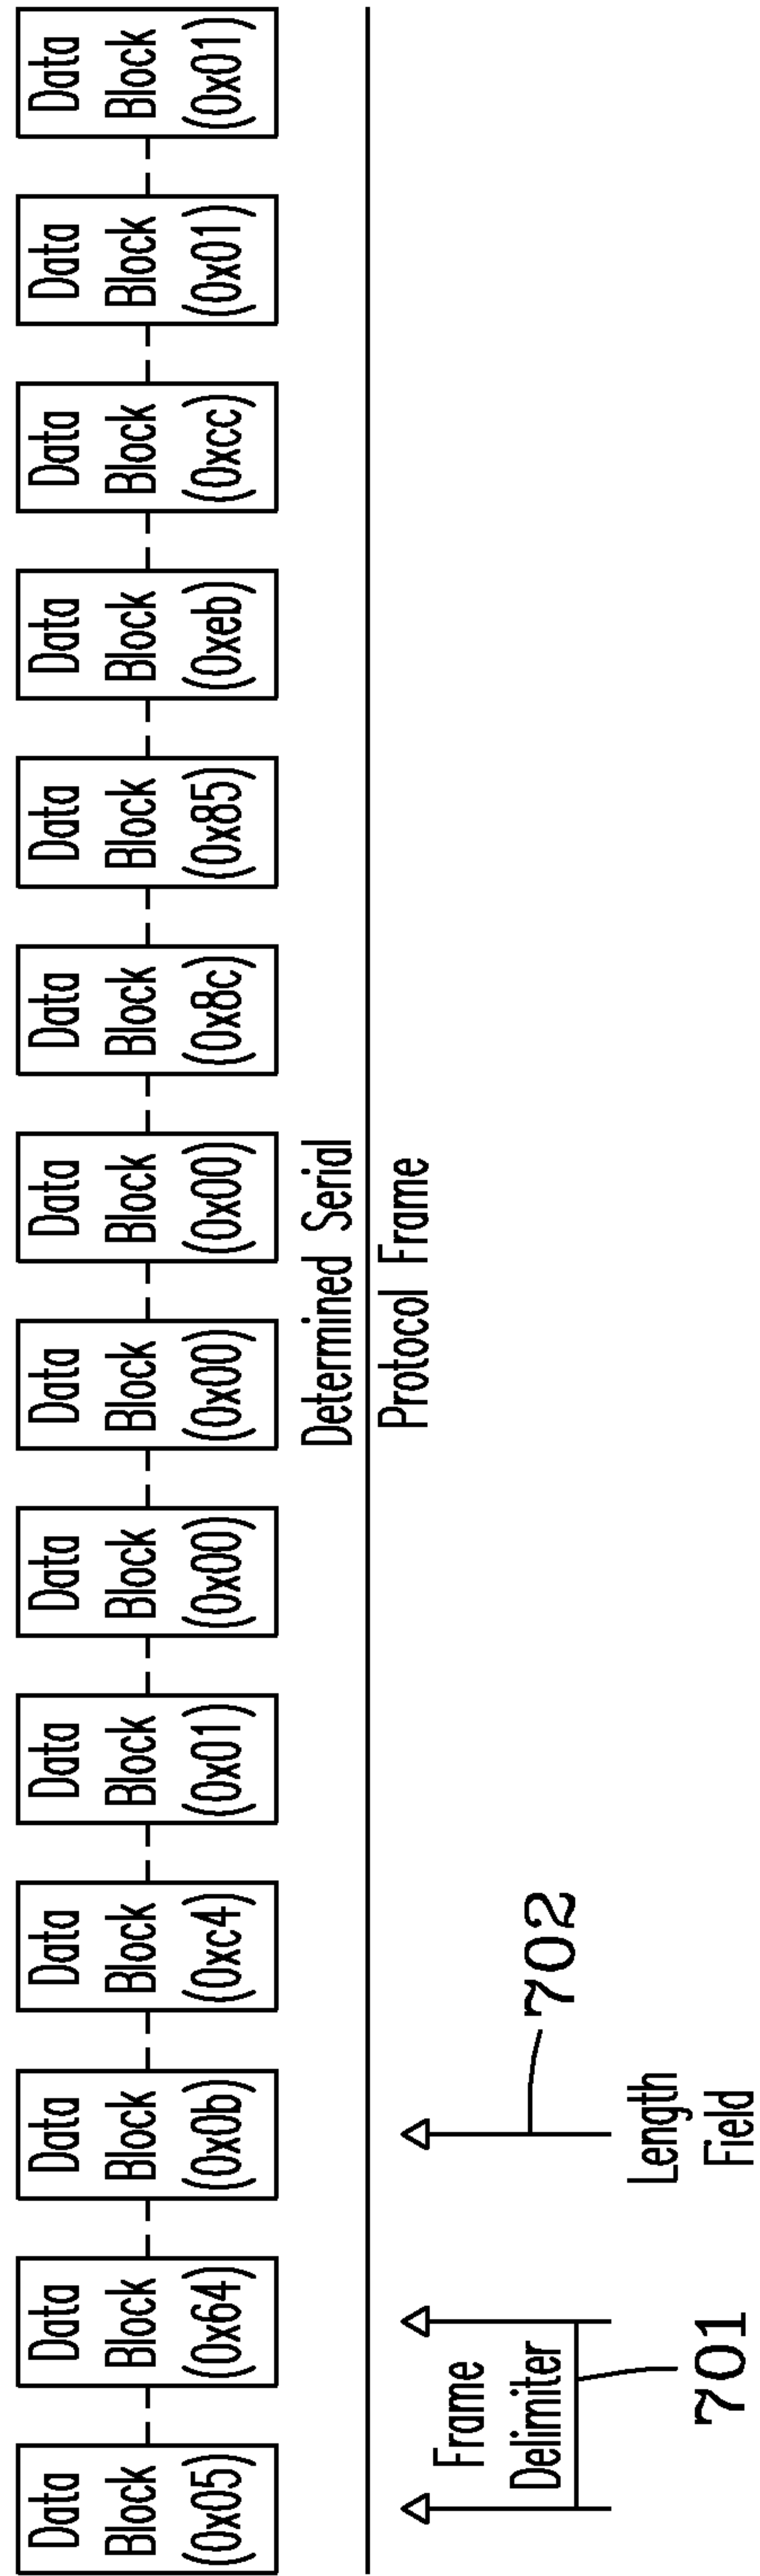 Data
Block
(0x05)
Data
Block
(0x64)
Data
Block
(0x0b)
Data
Block
(0xc4)
Data
Block
(0x01)
Data
Block
(0x00)
Data
Block
(0x00)
Data
Block
(0x00)
Data
Block
(0x8c)
Data
Block
(0x85)
Data
Block
(0xeb)
Data
Block
(0xcc)
Data
Block
(0x01)
Data
Block
(0x01)
Determined Serial
Protocol Frame
Frame
Delimiter
701
702
Length
Field